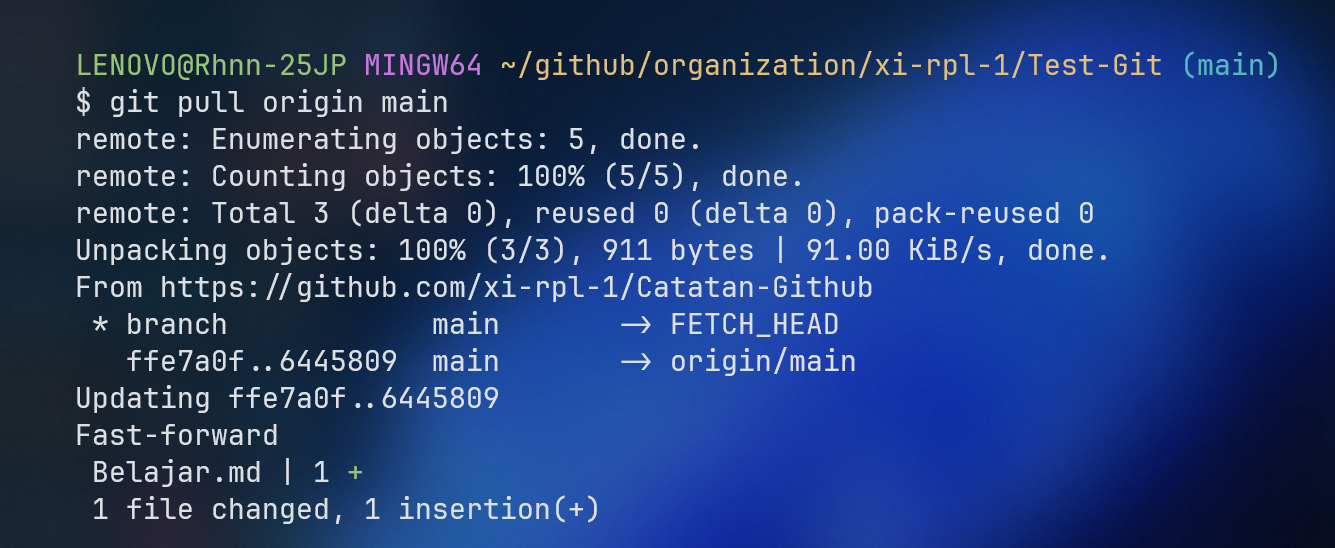 LENOVO@Rhnn-25JP MINGW64 ~/github/organization/xi-rpl-1/Test-Git (main)
$ git pull origin main
remote: Enumerating objects: 5, done.
remote: Counting objects: 100% (5/5), done.
remote: Total 3 (delta 0), reused 0 (delta 0), pack-reused 0
Unpacking objects: 100% (3/3), 911 bytes | 91.00 KiB/s, done.
From https://github.com/xi-rpl-1/Catatan-Github
 * branch            main       -> FETCH_HEAD
   ffe7a0f..6445809  main       -> origin/main
Updating ffe7a0f..6445809
Fast-forward
 Belajar.md | 1 +
 1 file changed, 1 insertion(+)